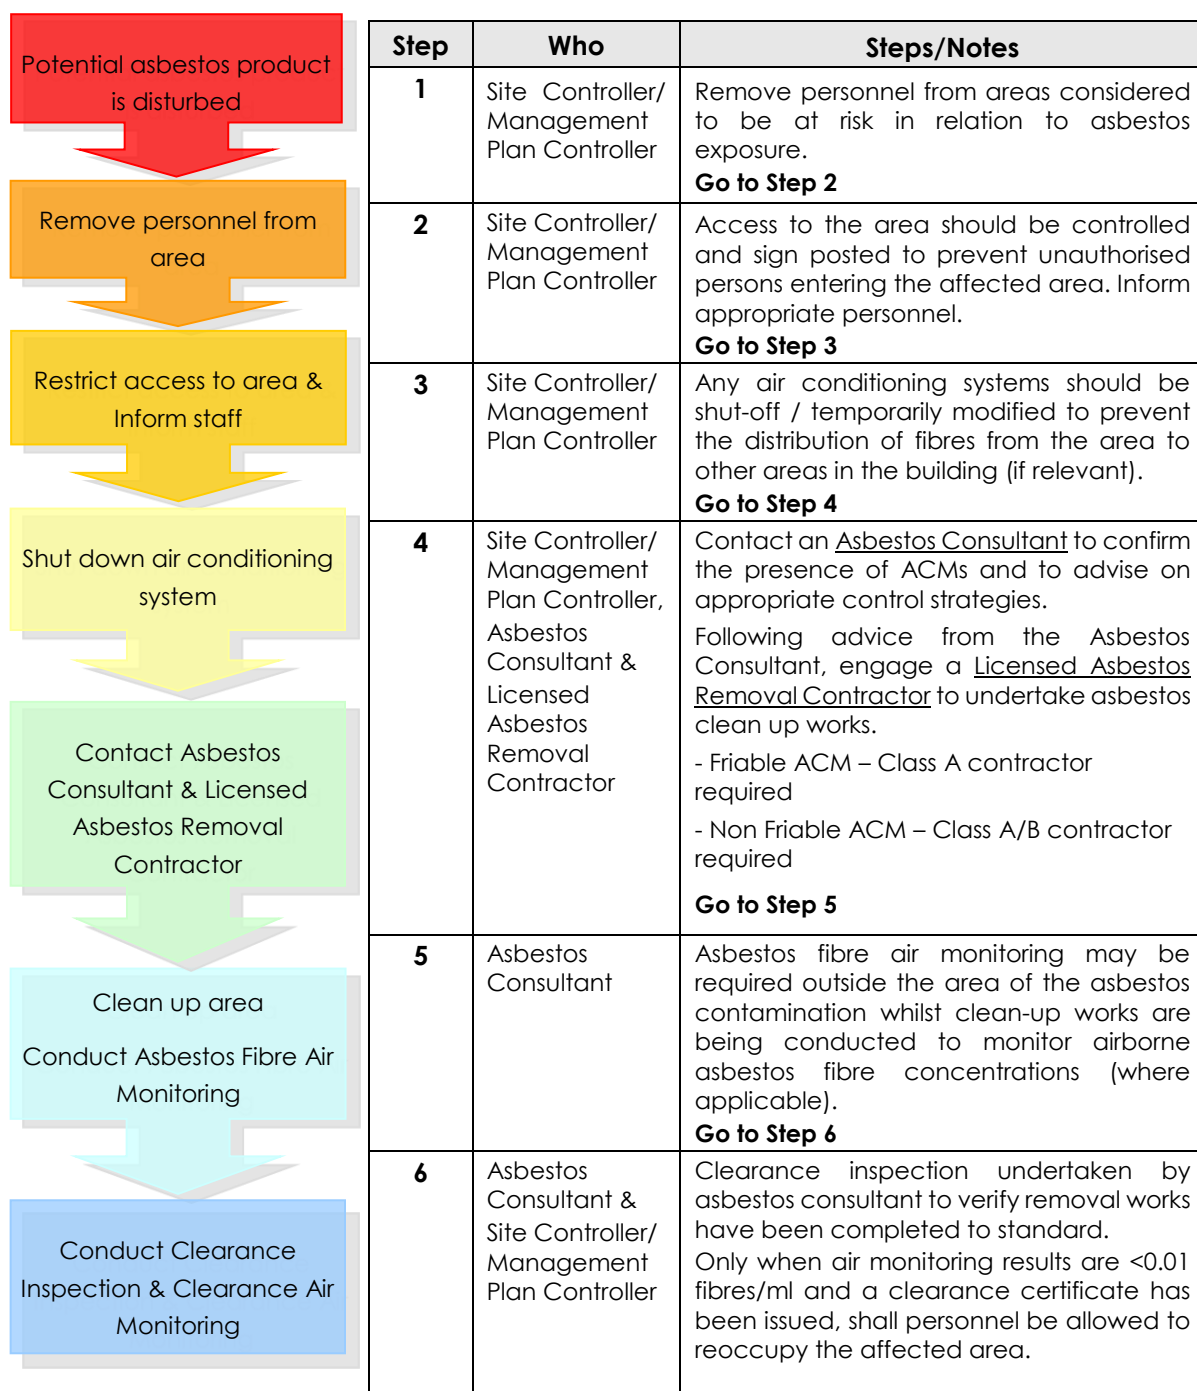 Potential asbestos product
is disturbed
Remove personnel from
area
Restrict access to area &
Inform staff
Shut down air conditioning
system
Contact Asbestos
Consultant & Licensed
Asbestos Removal
Contractor
Clean up area
Conduct Asbestos Fibre Air
Monitoring
Conduct Clearance
Inspection & Clearance Air
Monitoring
Step
Who
Steps/Notes
1
Site Controller/
Management
Plan Controller
Remove personnel from areas considered
to be at risk in relation to asbestos
exposure.
Go to Step 2
2
Site Controller/
Management
Plan Controller
Access to the area should be controlled
and sign posted to prevent unauthorised
persons entering the affected area. Inform
appropriate personnel.
Go to Step 3
3
Site Controller/
Management
Plan Controller
Any air conditioning systems should be
shut-off / temporarily modified to prevent
the distribution of fibres from the area to
other areas in the building (if relevant).
Go to Step 4
4
Site Controller/
Management
Plan Controller,
Asbestos
Consultant &
Licensed
Asbestos
Removal
Contractor
Contact an Asbestos Consultant to confirm
the presence of ACMs and to advise on
appropriate control strategies.
Following advice from the Asbestos
Consultant, engage a Licensed Asbestos
Removal Contractor to undertake asbestos
clean up works.
- Friable ACM – Class A contractor
required
- Non Friable ACM – Class A/B contractor
required
Go to Step 5
5
Asbestos
Consultant
Asbestos fibre air monitoring may be
required outside the area of the asbestos
contamination whilst clean-up works are
being conducted to monitor airborne
asbestos fibre concentrations (where
applicable).
Go to Step 6
6
Asbestos
Consultant &
Site Controller/
Management
Plan Controller
Clearance inspection undertaken by
asbestos consultant to verify removal works
have been completed to standard.
Only when air monitoring results are <0.01
fibres/ml and a clearance certificate has
been issued, shall personnel be allowed to
reoccupy the affected area.